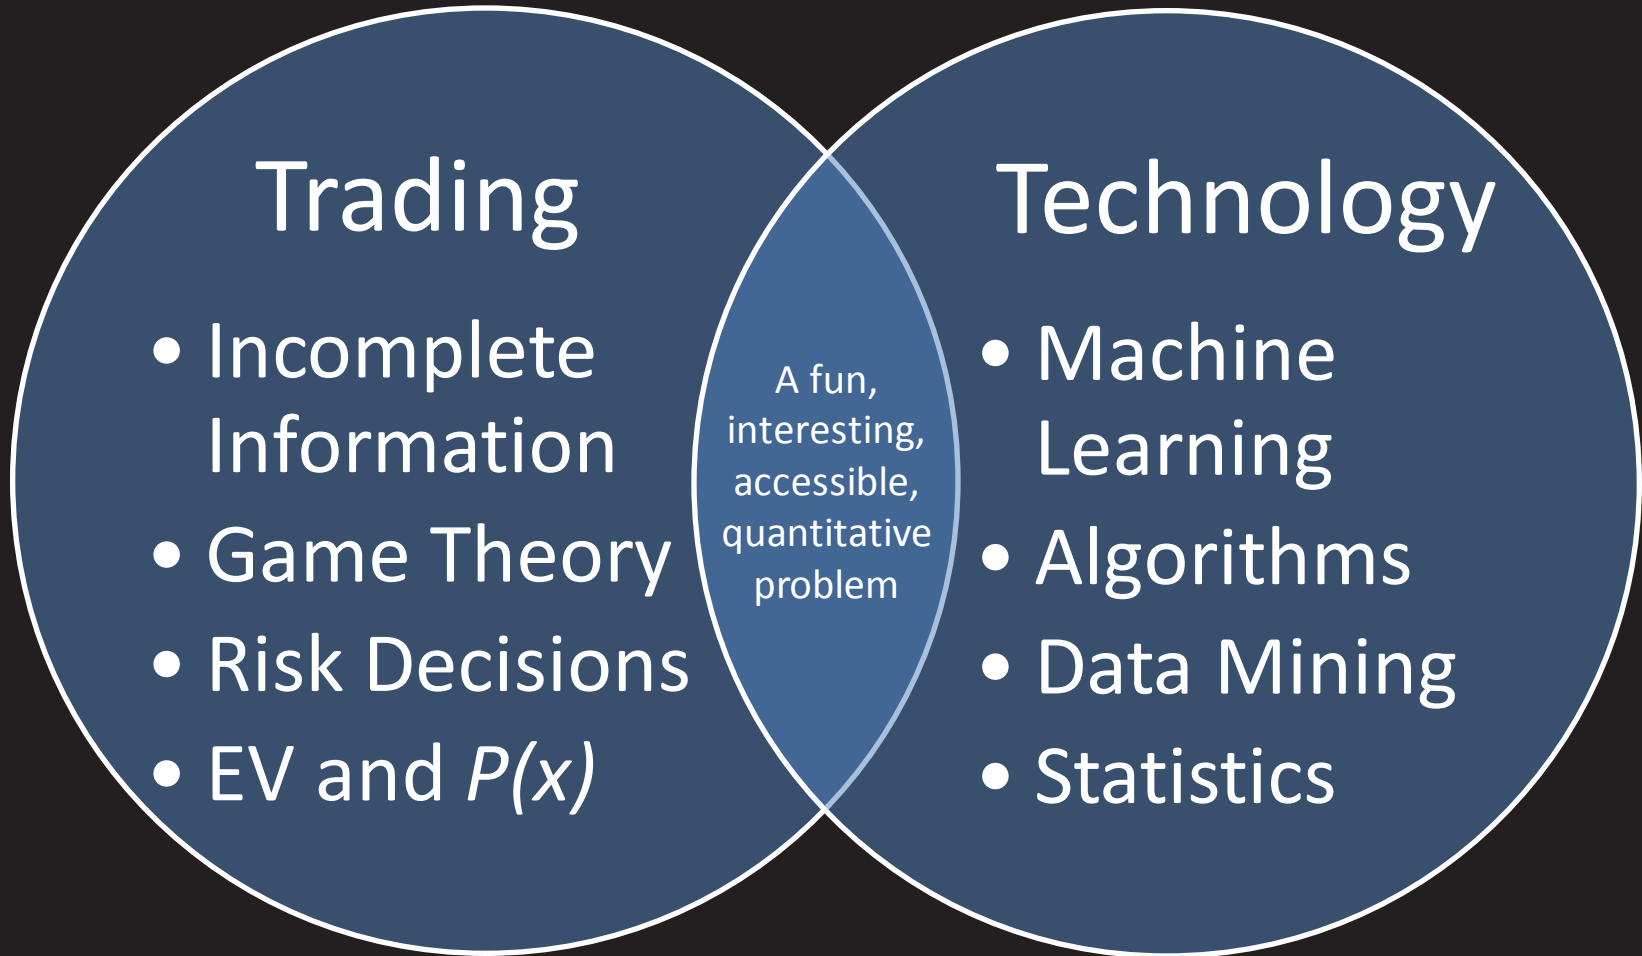 Trading
• Incomplete
Information
• Game Theory
• Risk Decisions
• EV and P(x)
A fun,
interesting,
accessible,
quantitative
problem
Technology
• Machine
Learning
• Algorithms
• Data Mining
• Statistics